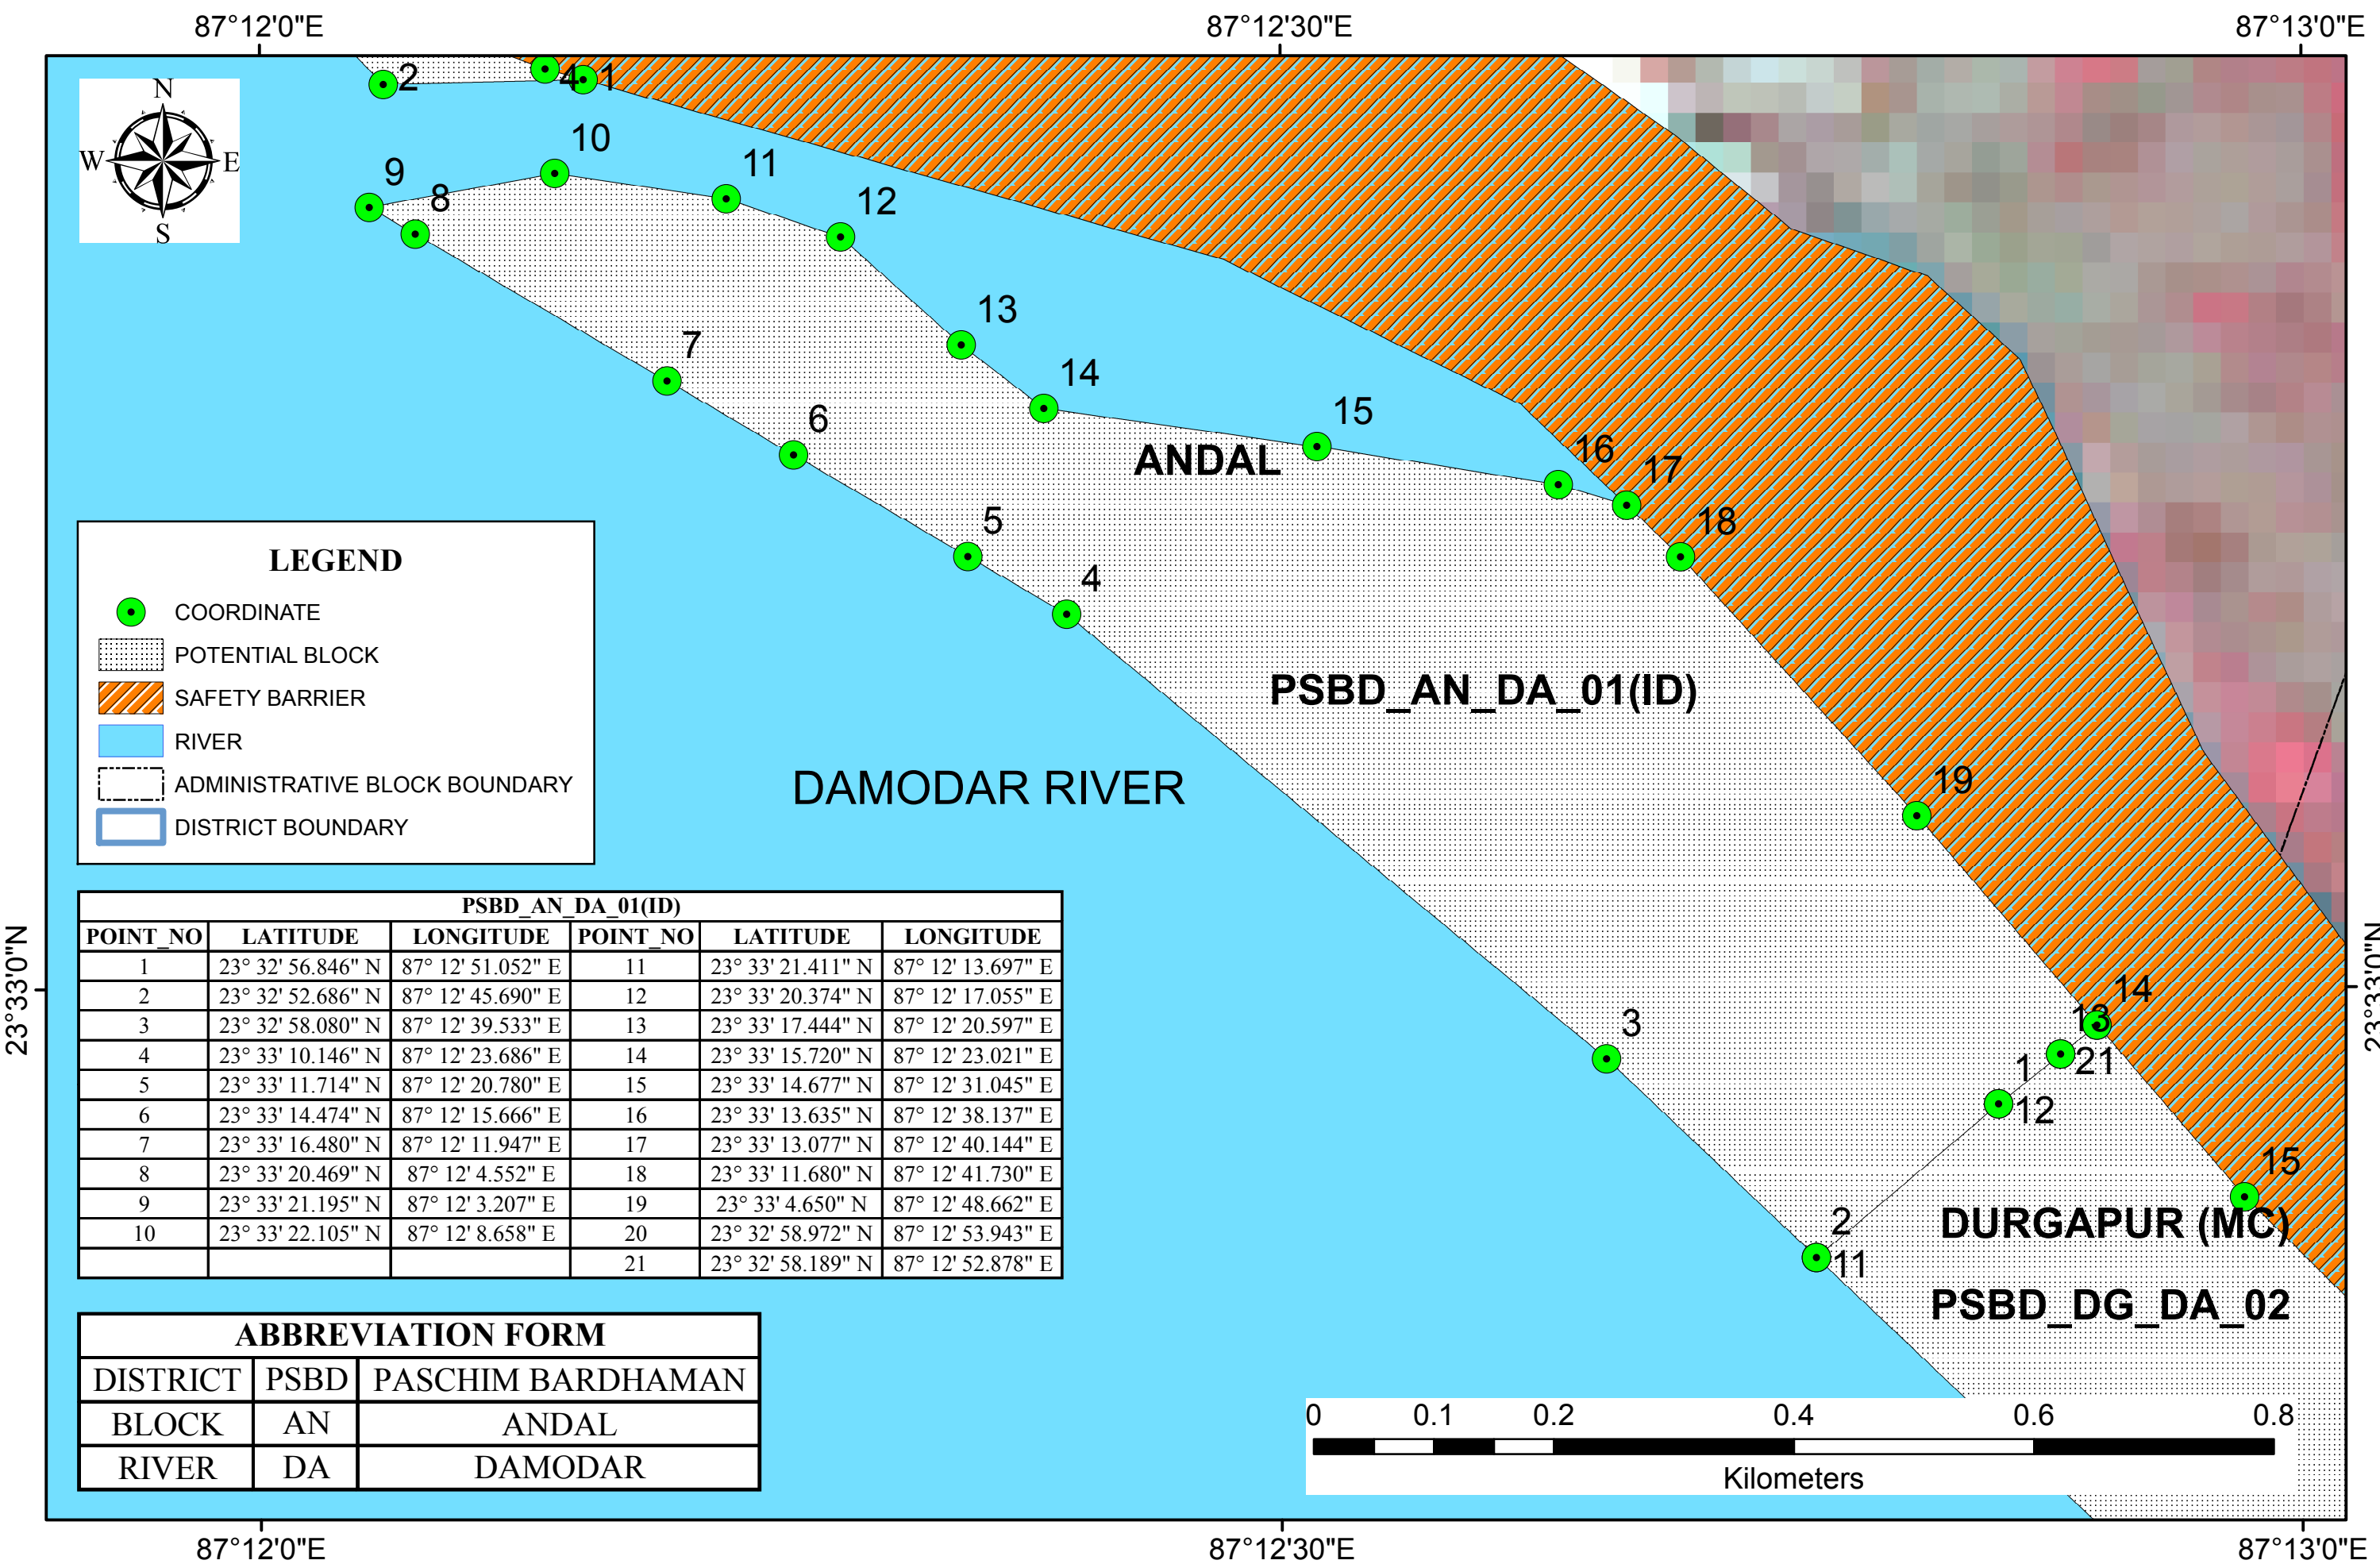 87°12'0"E 87°12'30"E 87°13'0"E
N
W E
S
2 4 1
10
9 11
8 12
13
7 14
6 15
ANDAL
16 17
5 18
4
PSBD_AN_DA_01(ID)
DAMODAR RIVER
19
LEGEND
COORDINATE
POTENTIAL BLOCK
SAFETY BARRIER
RIVER
ADMINISTRATIVE BLOCK BOUNDARY
DISTRICT BOUNDARY
23°33'0"N 23°33'0"N
PSBD_AN_DA_01(ID)
POINT_NO LATITUDE LONGITUDE POINT_NO LATITUDE LONGITUDE
1 23° 32' 56.846" N 87° 12' 51.052" E 11 23° 33' 21.411" N 87° 12' 13.697" E
2 23° 32' 52.686" N 87° 12' 45.690" E 12 23° 33' 20.374" N 87° 12' 17.055" E
3 23° 32' 58.080" N 87° 12' 39.533" E 13 23° 33' 17.444" N 87° 12' 20.597" E
4 23° 33' 10.146" N 87° 12' 23.686" E 14 23° 33' 15.720" N 87° 12' 23.021" E
5 23° 33' 11.714" N 87° 12' 20.780" E 15 23° 33' 14.677" N 87° 12' 31.045" E
6 23° 33' 14.474" N 87° 12' 15.666" E 16 23° 33' 13.635" N 87° 12' 38.137" E
7 23° 33' 16.480" N 87° 12' 11.947" E 17 23° 33' 13.077" N 87° 12' 40.144" E
8 23° 33' 20.469" N 87° 12' 4.552" E 18 23° 33' 11.680" N 87° 12' 41.730" E
9 23° 33' 21.195" N 87° 12' 3.207" E 19 23° 33' 4.650" N 87° 12' 48.662" E
10 23° 33' 22.105" N 87° 12' 8.658" E 20 23° 32' 58.972" N 87° 12' 53.943" E
21 23° 32' 58.189" N 87° 12' 52.878" E
14
13
3
21
1
12
15
2
11
DURGAPUR (MC)
PSBD_DG_DA_02
ABBREVIATION FORM
DISTRICT PSBD PASCHIM BARDHAMAN
BLOCK AN ANDAL
RIVER DA DAMODAR
0 0.1 0.2 0.4 0.6 0.8
Kilometers
87°12'0"E 87°12'30"E 87°13'0"E